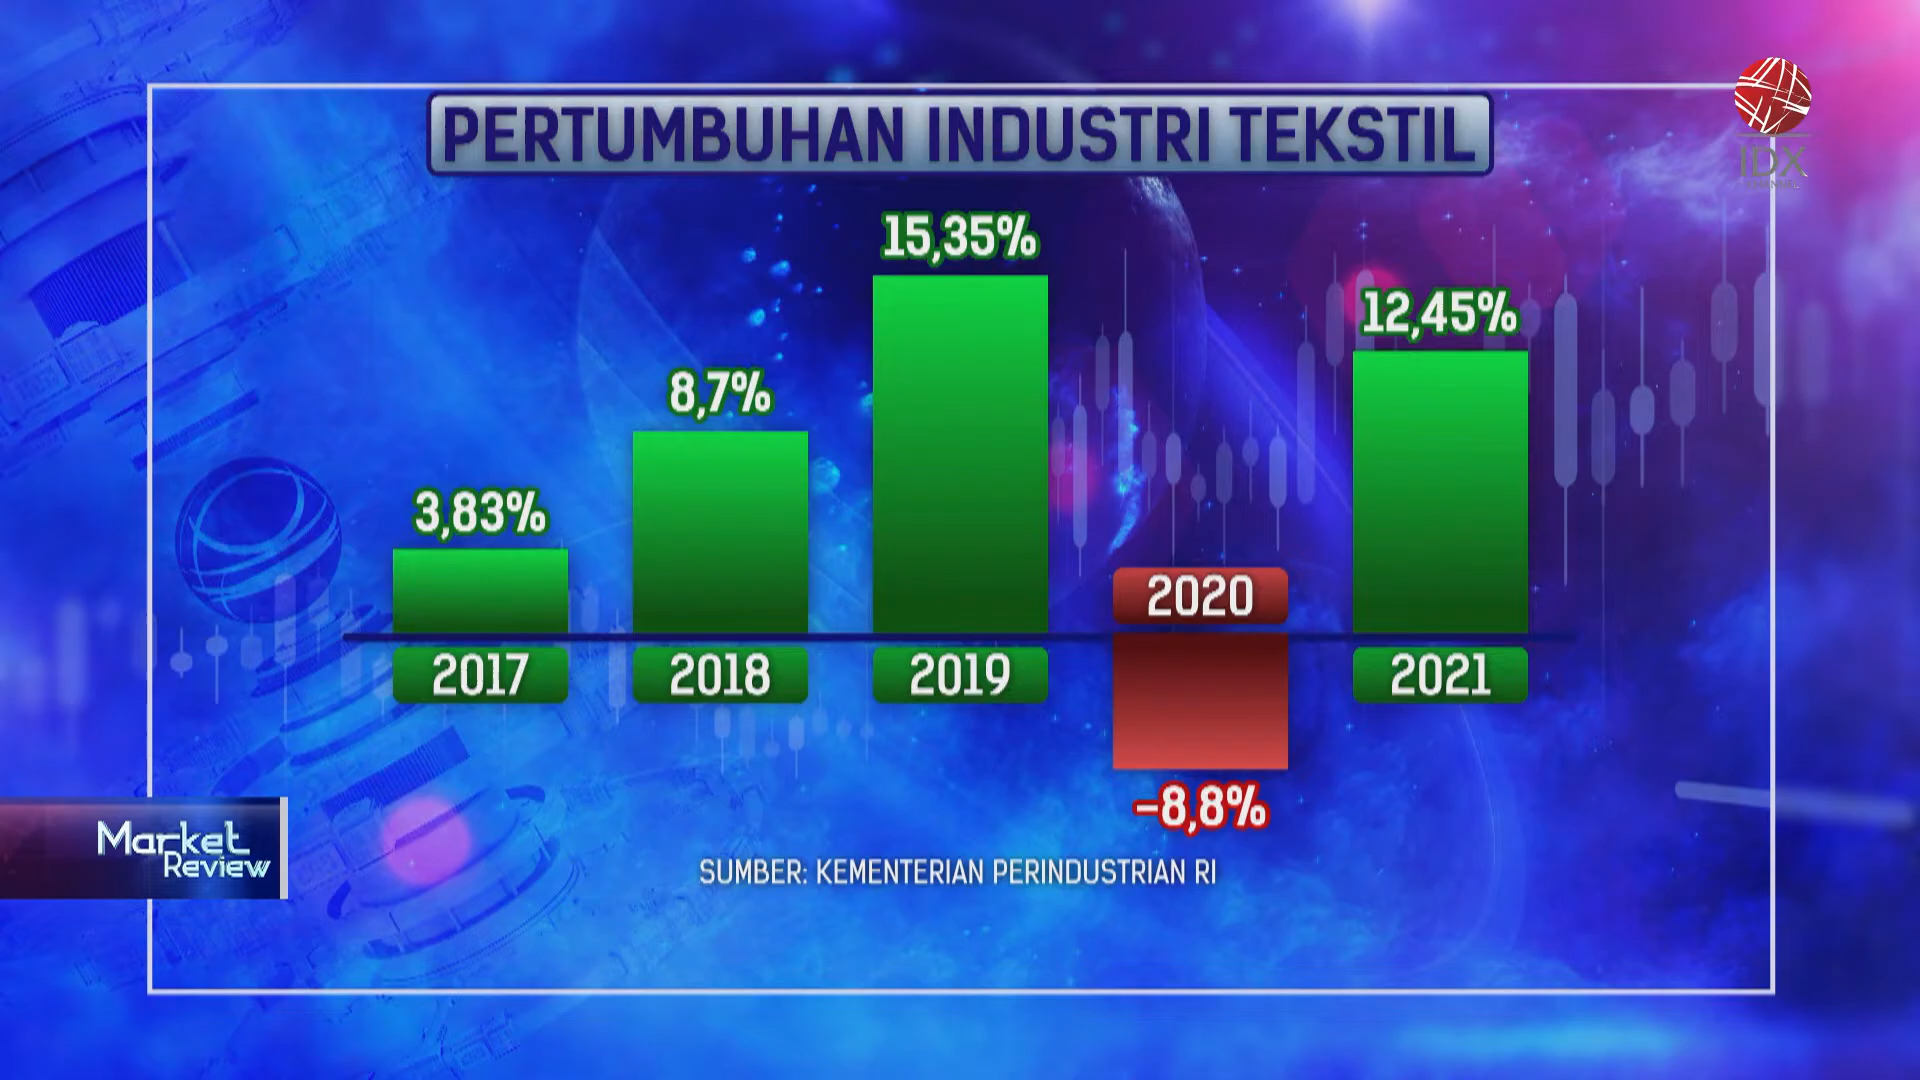 PERTUMBUHAN INDUSTRI TEKSTIL
IDX
CHANNEL
15,35%
12,45%
8,7%
3,83%
2020
2017
2018
2019
2021
-8,8%
Market
Review
SUMBER: KEMENTERIAN PERINDUSTRIAN RI